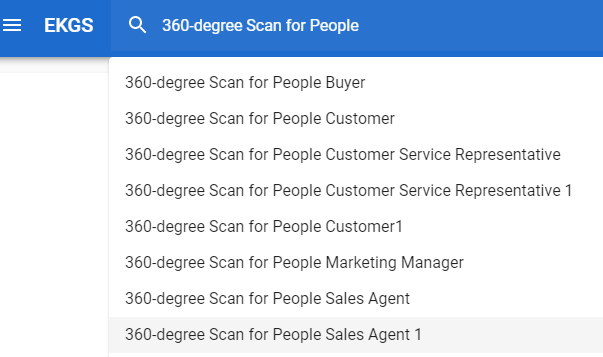 EKGS 360-degree Scan for People
360-degree Scan for People Buyer
360-degree Scan for People Customer
360-degree Scan for People Customer Service Representative
360-degree Scan for People Customer Service Representative 1
360-degree Scan for People Customer1
360-degree Scan for People Marketing Manager
360-degree Scan for People Sales Agent
360-degree Scan for People Sales Agent 1